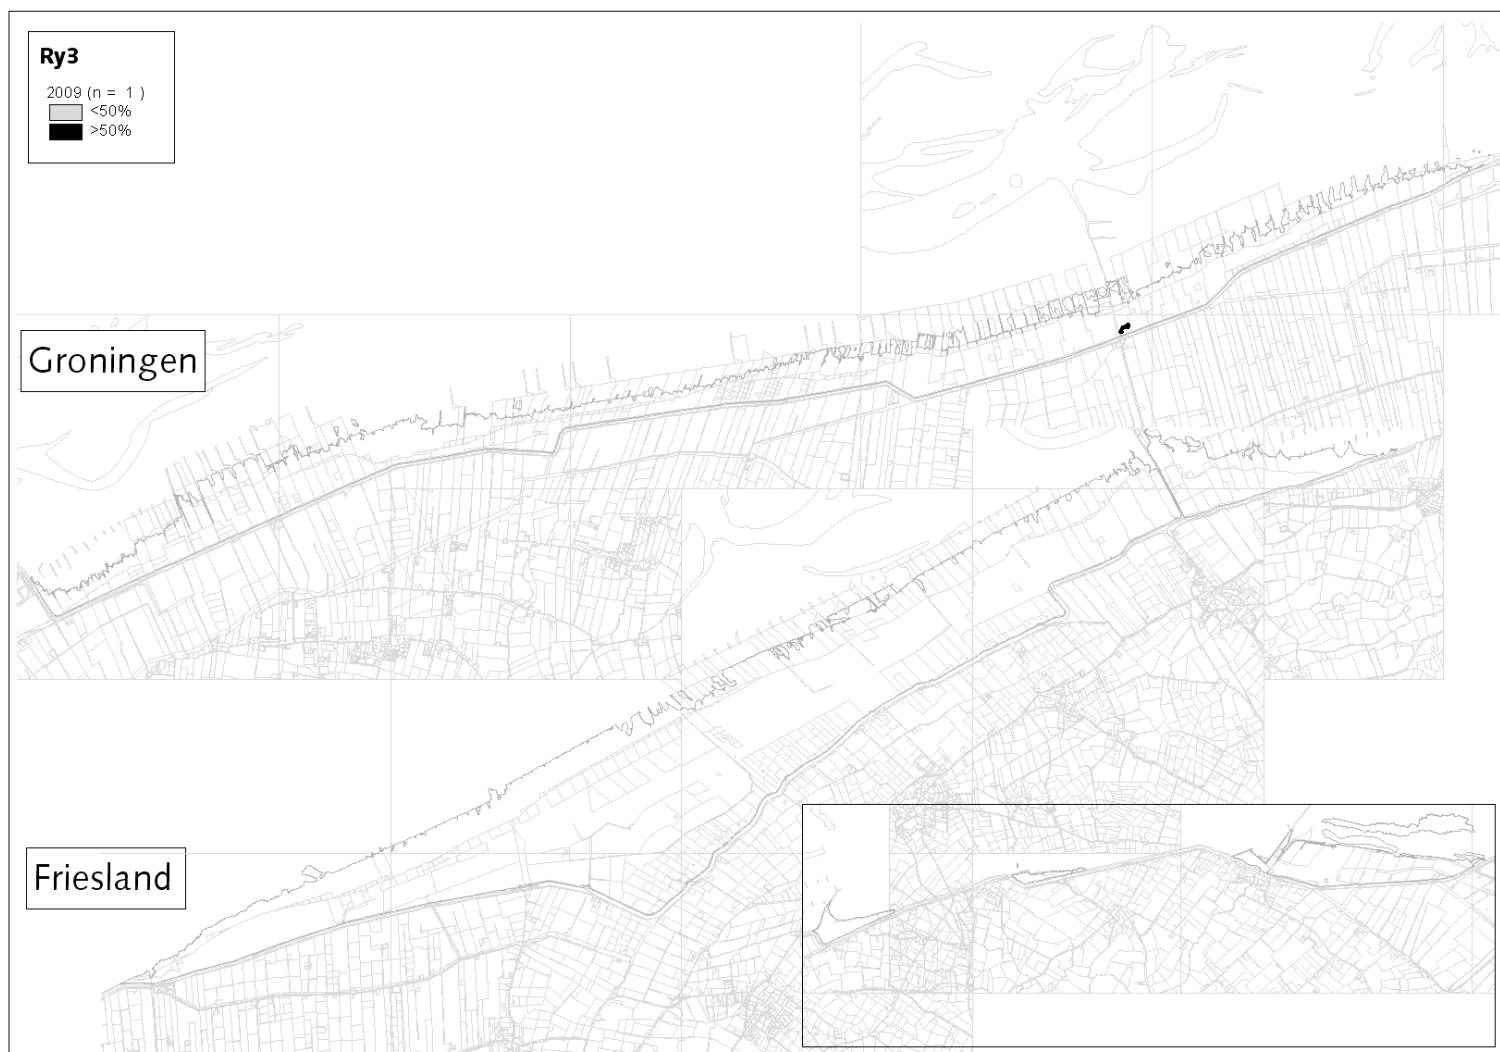 Ry3
2009 (n = 1 )
<50%
>50%
Groningen
Friesland